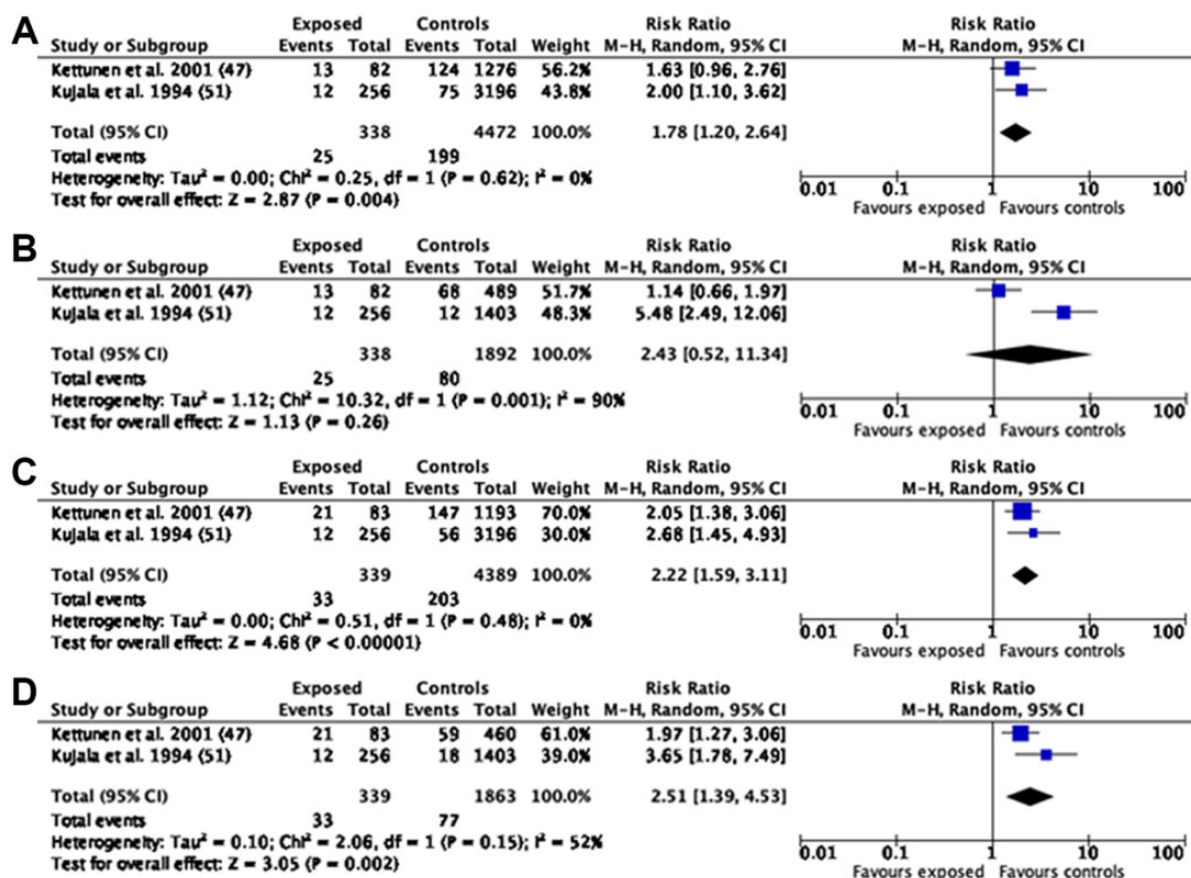 A
Exposed Controls Risk Ratio Risk Ratio
Study or Subgroup Events Total Events Total Weight M-H, Random, 95% CI M-H, Random, 95% CI
Kettunen et al. 2001 (47) 13 82 124 1276 56.2% 1.63 [0.96, 2.76]
Kujala et al. 1994 (51) 12 256 75 3196 43.8% 2.00 [1.10, 3.62]
Total (95% CI) 338 4472 100.0% 1.78 [1.20, 2.64]
Total events 25 199
Heterogeneity: Tau² = 0.00; Chi² = 0.25, df = 1 (P = 0.62); I² = 0%
Test for overall effect: Z = 2.87 (P = 0.004)
0.01 0.1 1 10 100
Favours exposed Favours controls
B
Exposed Controls Risk Ratio Risk Ratio
Study or Subgroup Events Total Events Total Weight M-H, Random, 95% CI M-H, Random, 95% CI
Kettunen et al. 2001 (47) 13 82 68 489 51.7% 1.14 [0.66, 1.97]
Kujala et al. 1994 (51) 12 256 12 1403 48.3% 5.48 [2.49, 12.06]
Total (95% CI) 338 1892 100.0% 2.43 [0.52, 11.34]
Total events 25 80
Heterogeneity: Tau² = 1.12; Chi² = 10.32, df = 1 (P = 0.001); I² = 90%
Test for overall effect: Z = 1.13 (P = 0.26)
0.01 0.1 1 10 100
Favours exposed Favours controls
C
Exposed Controls Risk Ratio Risk Ratio
Study or Subgroup Events Total Events Total Weight M-H, Random, 95% CI M-H, Random, 95% CI
Kettunen et al. 2001 (47) 21 83 147 1193 70.0% 2.05 [1.38, 3.06]
Kujala et al. 1994 (51) 12 256 56 3196 30.0% 2.68 [1.45, 4.93]
Total (95% CI) 339 4389 100.0% 2.22 [1.59, 3.11]
Total events 33 203
Heterogeneity: Tau² = 0.00; Chi² = 0.51, df = 1 (P = 0.48); I² = 0%
Test for overall effect: Z = 4.68 (P < 0.00001)
0.01 0.1 1 10 100
Favours exposed Favours controls
D
Exposed Controls Risk Ratio Risk Ratio
Study or Subgroup Events Total Events Total Weight M-H, Random, 95% CI M-H, Random, 95% CI
Kettunen et al. 2001 (47) 21 83 59 460 61.0% 1.97 [1.27, 3.06]
Kujala et al. 1994 (51) 12 256 18 1403 39.0% 3.65 [1.78, 7.49]
Total (95% CI) 339 1863 100.0% 2.51 [1.39, 4.53]
Total events 33 77
Heterogeneity: Tau² = 0.10; Chi² = 2.06, df = 1 (P = 0.15); I² = 52%
Test for overall effect: Z = 3.05 (P = 0.002)
0.01 0.1 1 10 100
Favours exposed Favours controls